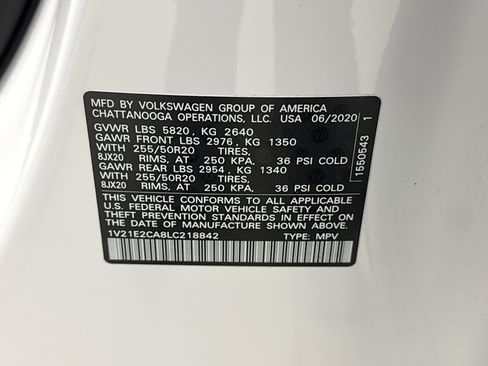 MFD BY VOLKSWAGEN GROUP OF AMERICA
CHATTANOOGA OPERATIONS, LLC. USA 06/2020
GVWR LBS 5820, KG 2640
GAWR FRONT LBS 2976, KG 1350
WITH 255/50R20 TIRES,
8JX20 RIMS, AT 250 KPA, 36 PSI COLD
GAWR REAR LBS 2954, KG 1340
WITH 255/50R20 TIRES,
8JX20 RIMS, AT 250 KPA, 36 PSI COLD
THIS VEHICLE CONFORMS TO ALL APPLICABLE
U.S. FEDERAL MOTOR VEHICLE SAFETY AND
THEFT PREVENTION STANDARDS IN EFFECT ON
THE DATE OF MANUFACTURE SHOWN ABOVE
1V21E2CA8LC218842 TYPE: MPV
1550543 1